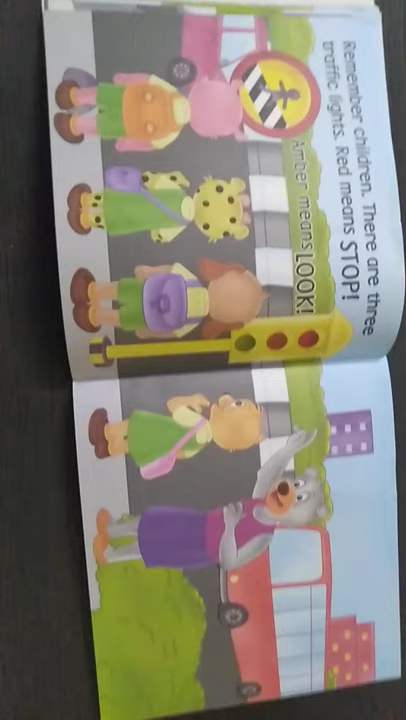 Remember children. There are three
traffic lights. Red means STOP!
Amber means LOOK!